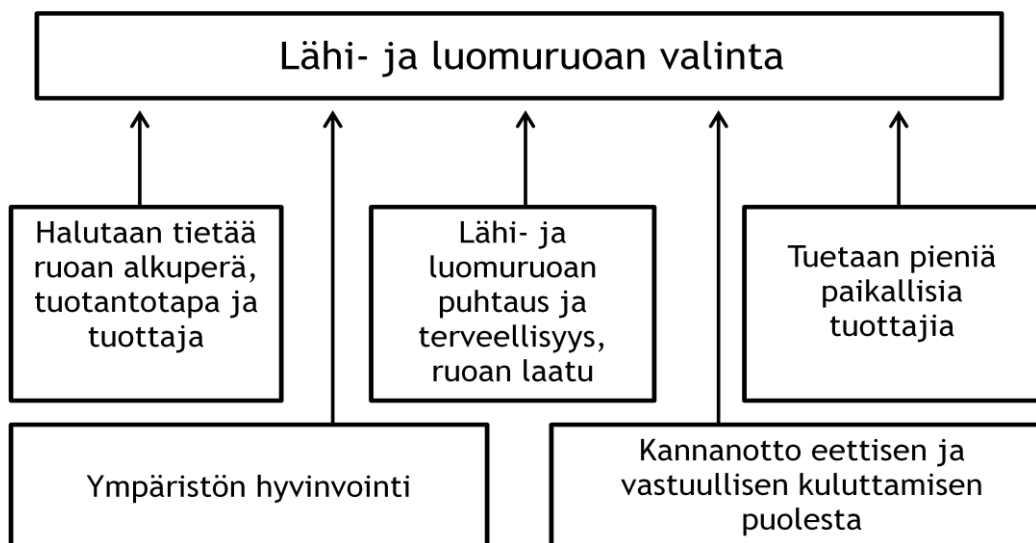 Lähi- ja luomuruoan valinta
Halutaan tietää
ruoan alkuperä,
tuotantotapa ja
tuottaja
Lähi- ja
luomuruoan
puhtaus ja
terveellisyys,
ruoan laatu
Tuetaan pieniä
paikallisia
tuottajia
Ympäristön hyvinvointi
Kannanotto eettisen ja
vastuullisen kuluttamisen
puolesta